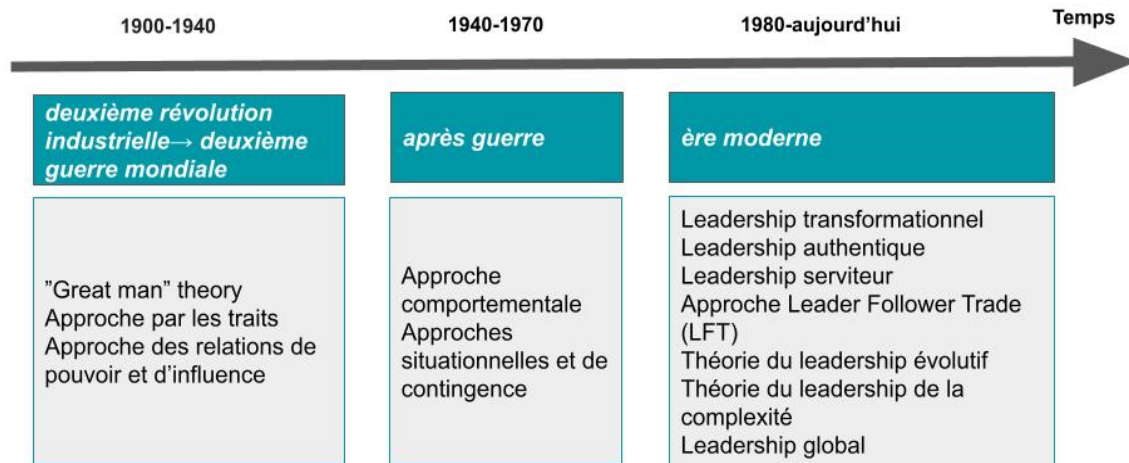 1900-1940
1940-1970
1980-aujourd’hui
Temps
deuxième révolution
industrielle→ deuxième
guerre mondiale
après guerre
ère moderne
”Great man” theory
Approche par les traits
Approche des relations de
pouvoir et d’influence
Approche
comportementale
Approches
situationnelles et de
contingence
Leadership transformationnel
Leadership authentique
Leadership serviteur
Approche Leader Follower Trade
(LFT)
Théorie du leadership évolutif
Théorie du leadership de la
complexité
Leadership global